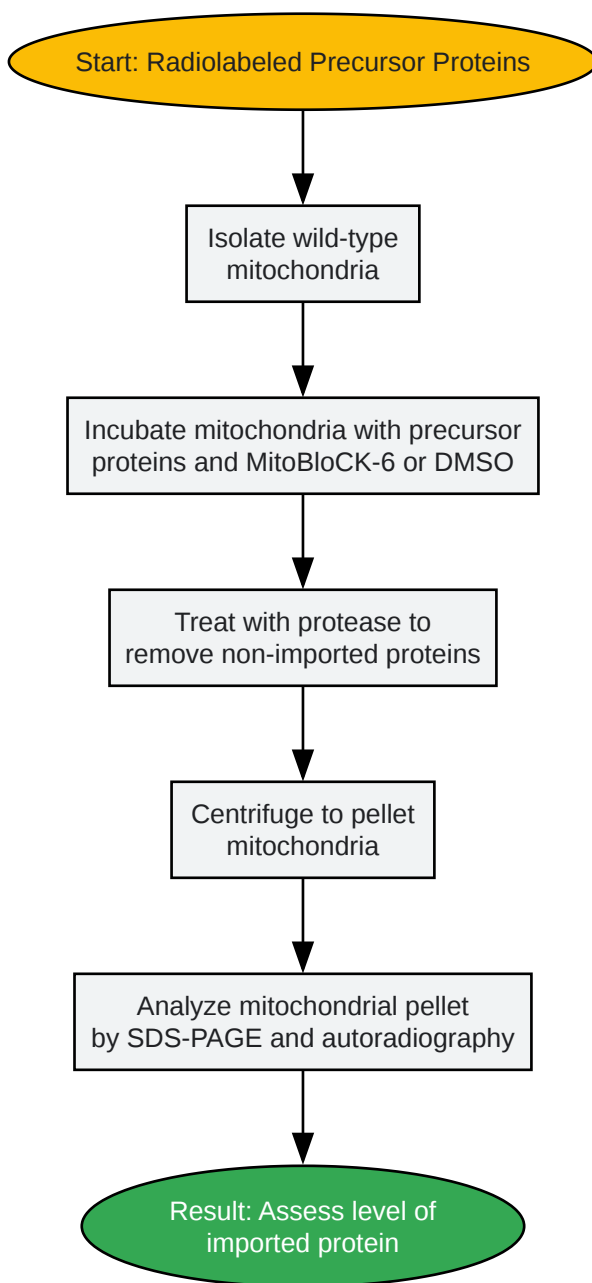 Start: Radiolabeled Precursor Proteins
Isolate wild-type
mitochondria
Incubate mitochondria with precursor
proteins and MitoBloCK-6 or DMSO
Treat with protease to
remove non-imported proteins
Centrifuge to pellet
mitochondria
Analyze mitochondrial pellet
by SDS-PAGE and autoradiography
Result: Assess level of
imported protein